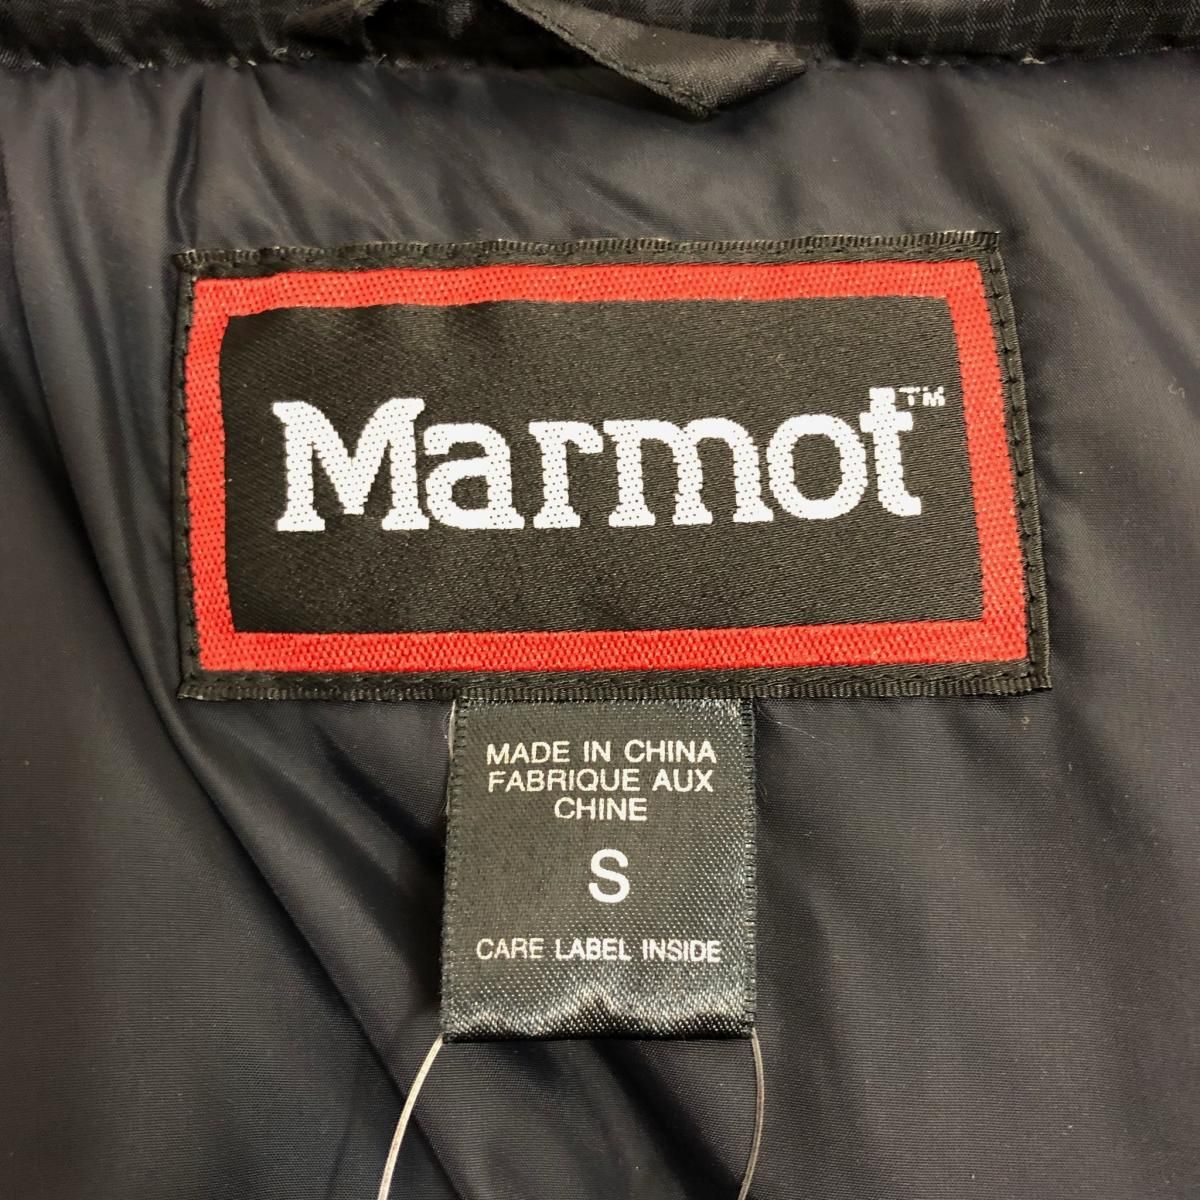 Marmot™
MADE IN CHINA
FABRIQUE AUX
CHINE
S
CARE LABEL INSIDE